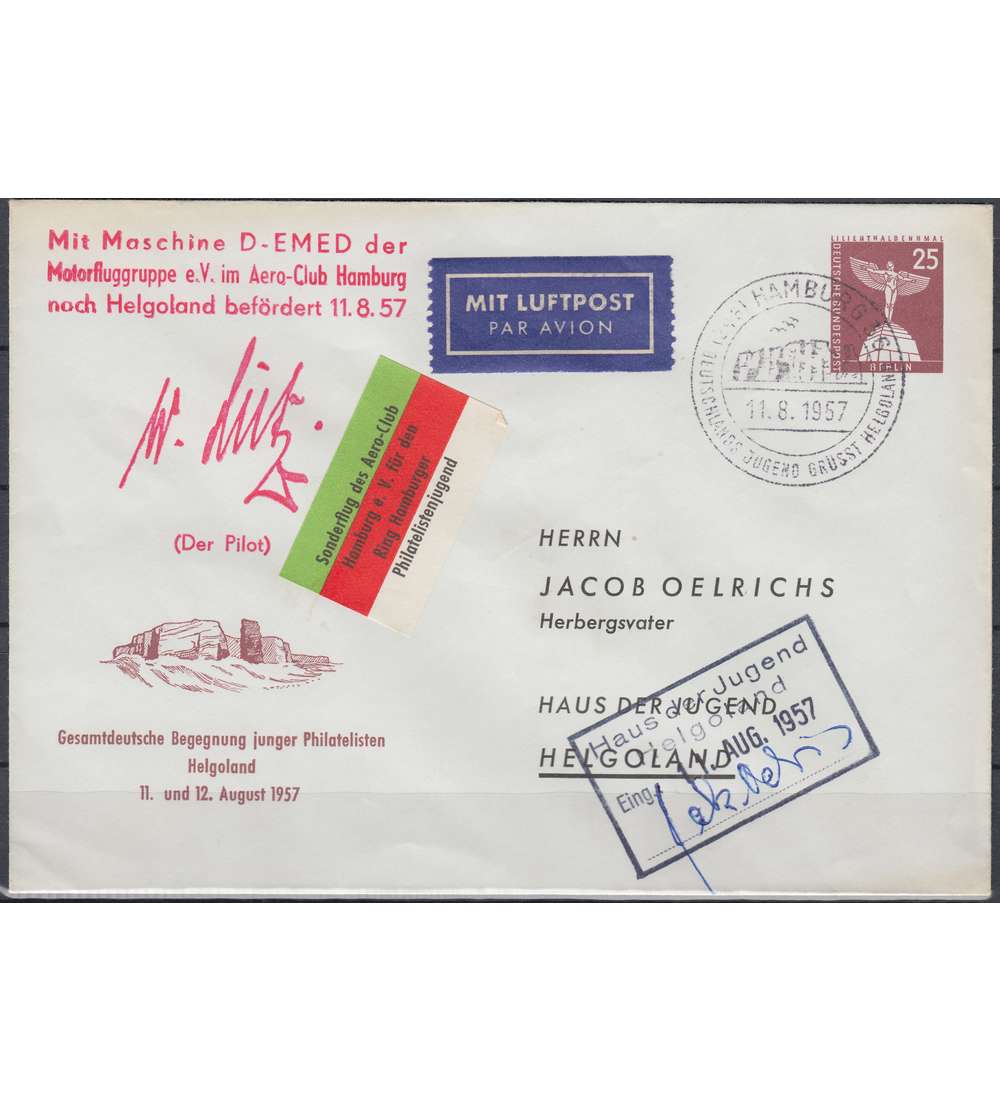 Mit Maschine D-EMED der
Motorfluggruppe e.V. im Aero-Club Hamburg
nach Helgoland befördert 11.8.57
(Der Pilot)
MIT LUFTPOST
PAR AVION
Sonderflug des Aero-Club
Hamburg e. V. für den
Ring Hamburger
Philatelistenjugend
HAMBURG 36
11.8.1957
DEUTSCHLANDS JUGEND GRÜSST HELGOLAND
LILIENTHALDENKMAL
25
DEUTSCHE BUNDESPOST
BERLIN
HERRN
JACOB OELRICHS
Herbergsvater
HAUS DER JUGEND
HELGOLAND
Haus der Jugend
Helgoland
Eing. AUG. 1957
Gesamtdeutsche Begegnung junger Philatelisten
Helgoland
11. und 12. August 1957